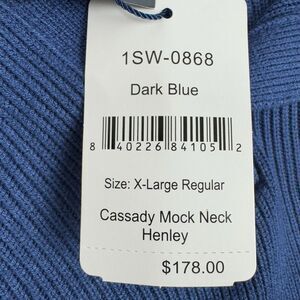 1SW-0868
Dark Blue
8 40226 84105 2
Size: X-Large Regular
Cassady Mock Neck
Henley
$178.00